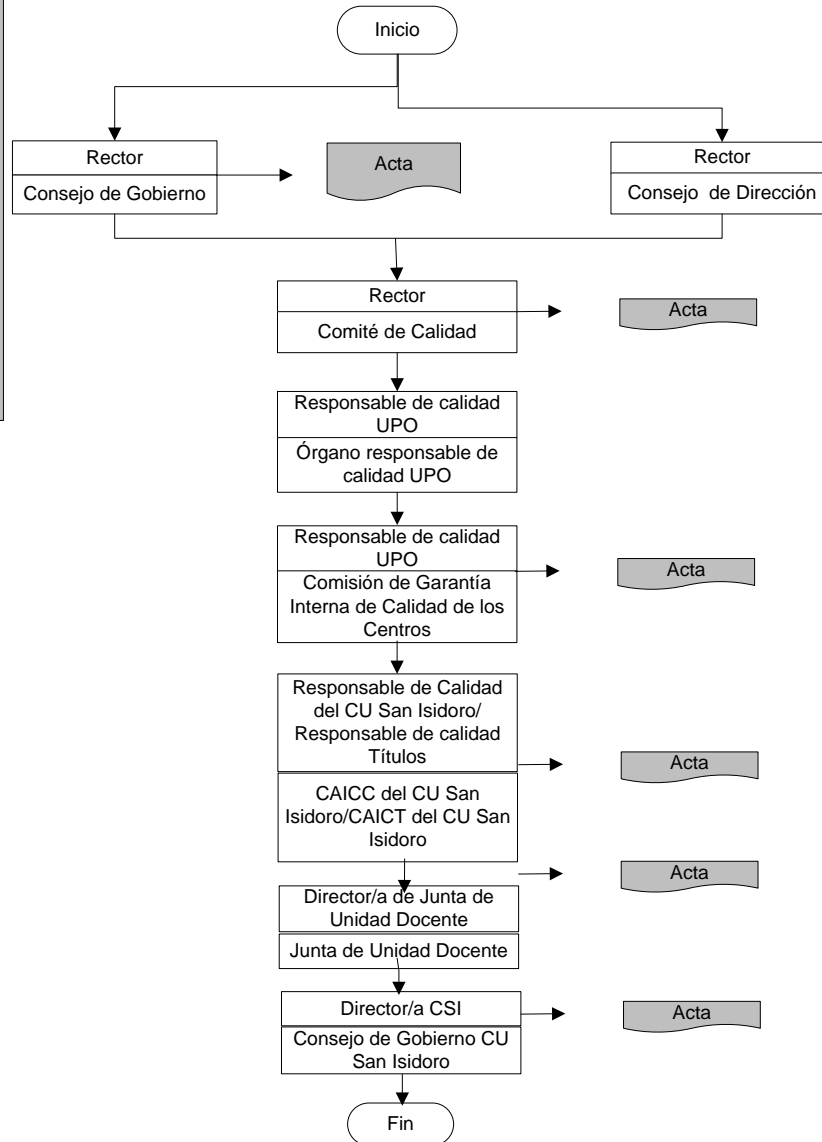 Inicio
Rector
Consejo de Gobierno
Acta
Rector
Consejo de Dirección
Rector
Comité de Calidad
Acta
Responsable de calidad
UPO
Órgano responsable de
calidad UPO
Responsable de calidad
UPO
Comisión de Garantía
Interna de Calidad de los
Centros
Acta
Responsable de Calidad
del CU San Isidoro/
Responsable de calidad
Títulos
CAICC del CU San
Isidoro/CAICT del CU San
Isidoro
Acta
Acta
Director/a de Junta de
Unidad Docente
Junta de Unidad Docente
Director/a CSI
Consejo de Gobierno CU
San Isidoro
Acta
Fin